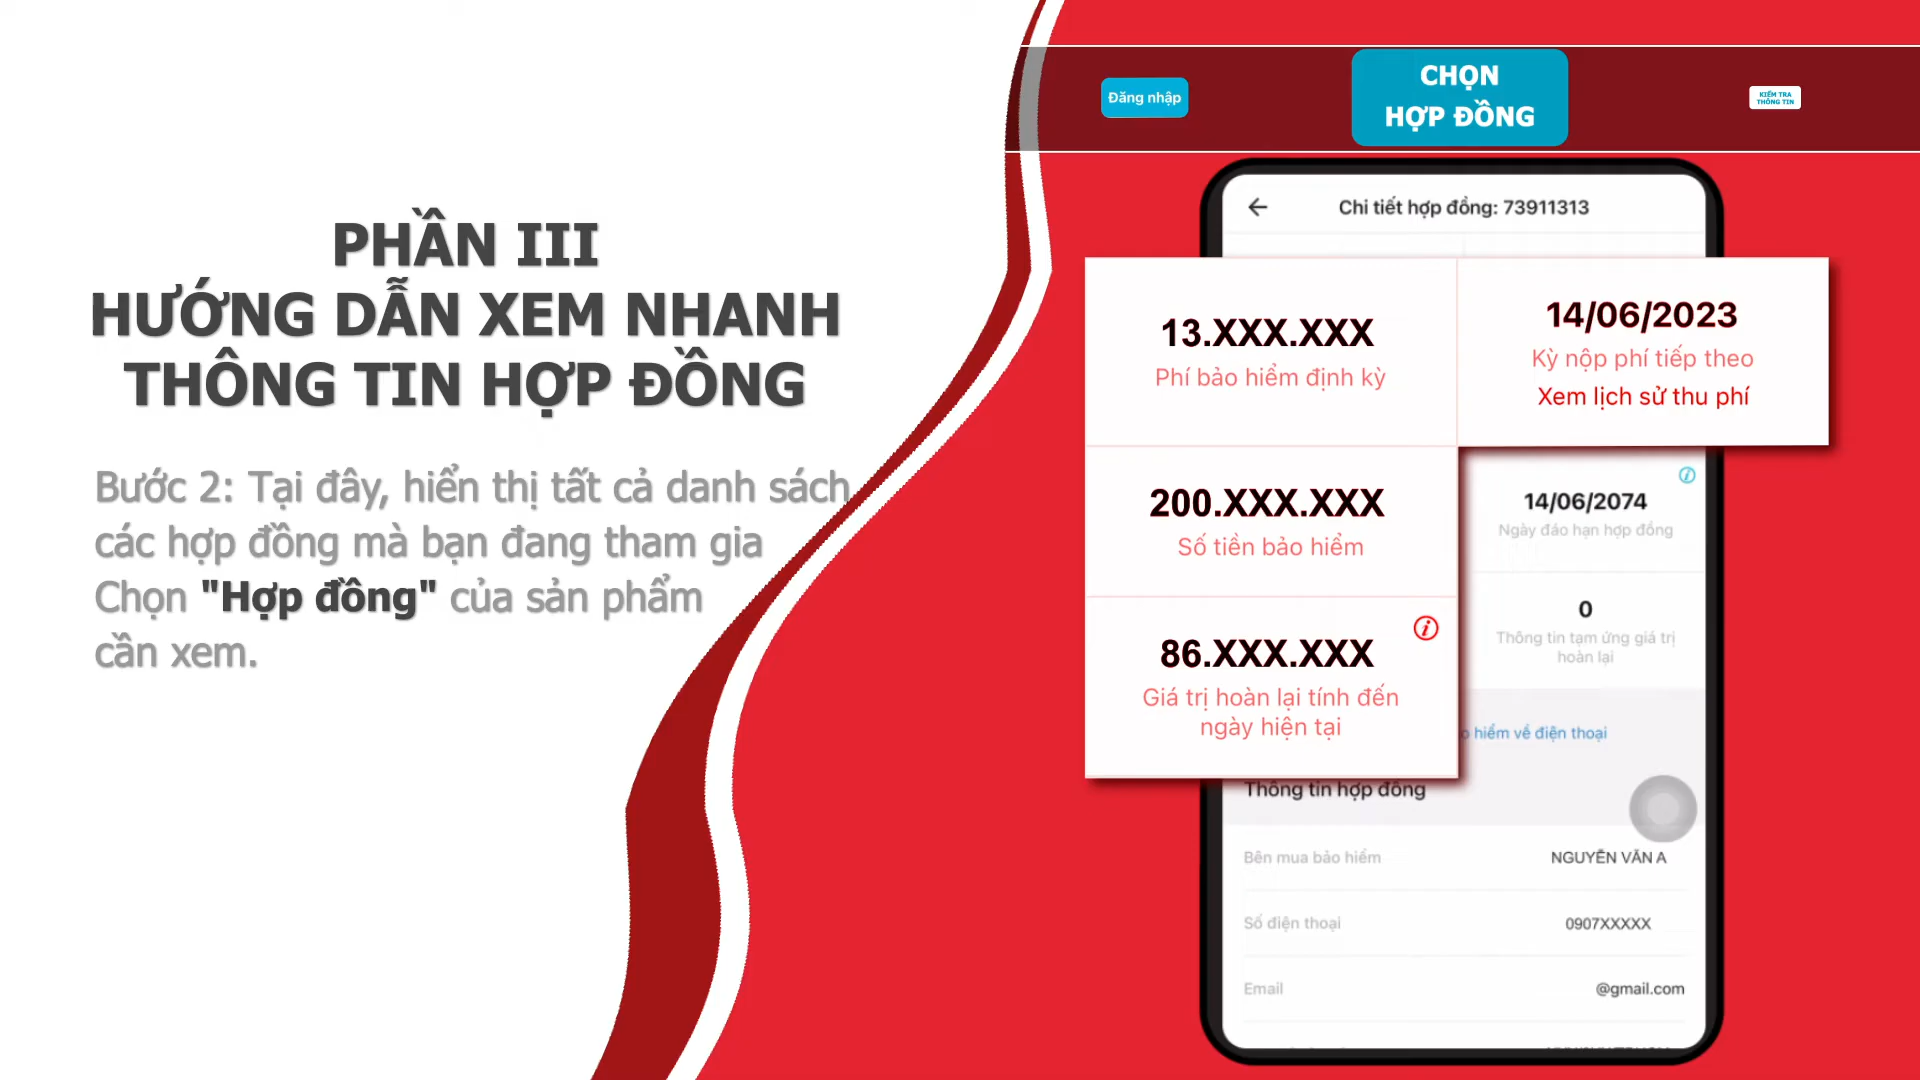 PHẦN III
HƯỚNG DẪN XEM NHANH
THÔNG TIN HỢP ĐỒNG
Bước 2: Tại đây, hiển thị tất cả danh sách
các hợp đồng mà bạn đang tham gia
Chọn "Hợp đồng" của sản phẩm
cần xem.
Đăng nhập
CHỌN
HỢP ĐỒNG
KIỂM TRA
THÔNG TIN
Chi tiết hợp đồng: 73911313
13.XXX.XXX
Phí bảo hiểm định kỳ
14/06/2023
Kỳ nộp phí tiếp theo
Xem lịch sử thu phí
200.XXX.XXX
Số tiền bảo hiểm
14/06/2074
Ngày đáo hạn hợp đồng
86.XXX.XXX
Giá trị hoàn lại tính đến
ngày hiện tại
0
Thông tin tạm ứng giá trị
hoàn lại
hiểm về điện thoại
Thông tin hợp đồng
Bên mua bảo hiểm
NGUYỄN VĂN A
Số điện thoại
0907XXXXX
Email
@gmail.com